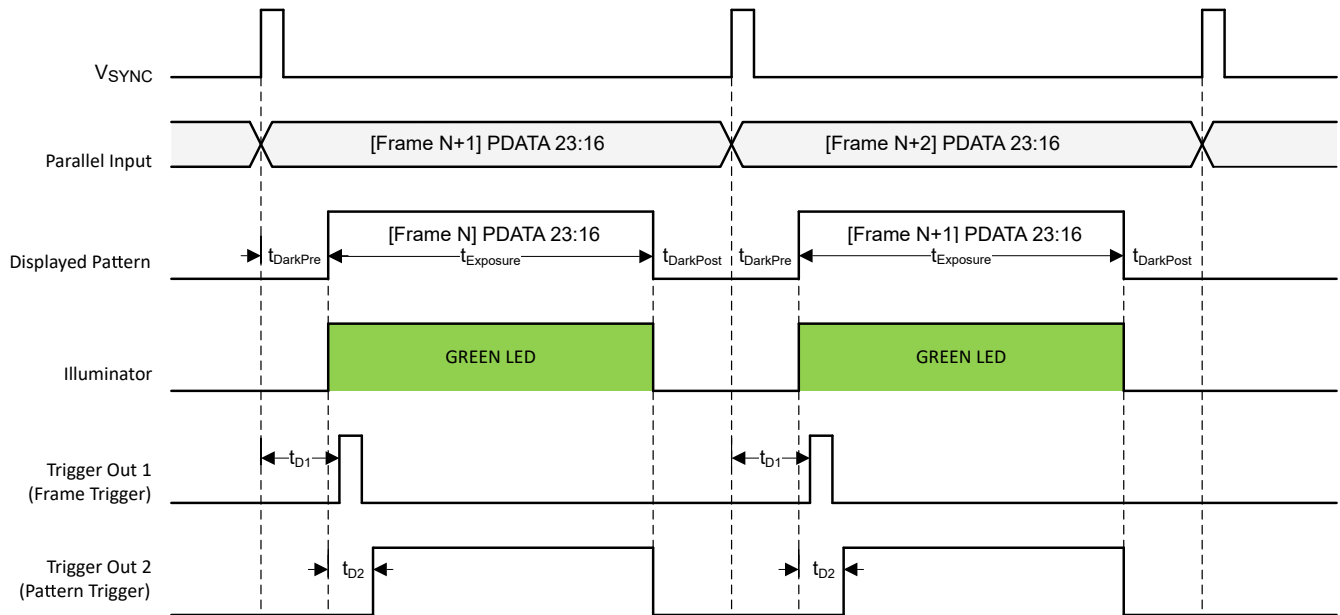 VSYNC
Parallel Input
[Frame N+1] PDATA 23:16
[Frame N+2] PDATA 23:16
Displayed Pattern
tDarkPre
[Frame N] PDATA 23:16
tExposure
tDarkPost
tDarkPre
[Frame N+1] PDATA 23:16
tExposure
tDarkPost
Illuminator
GREEN LED
GREEN LED
Trigger Out 1
(Frame Trigger)
tD1
tD1
Trigger Out 2
(Pattern Trigger)
tD2
tD2